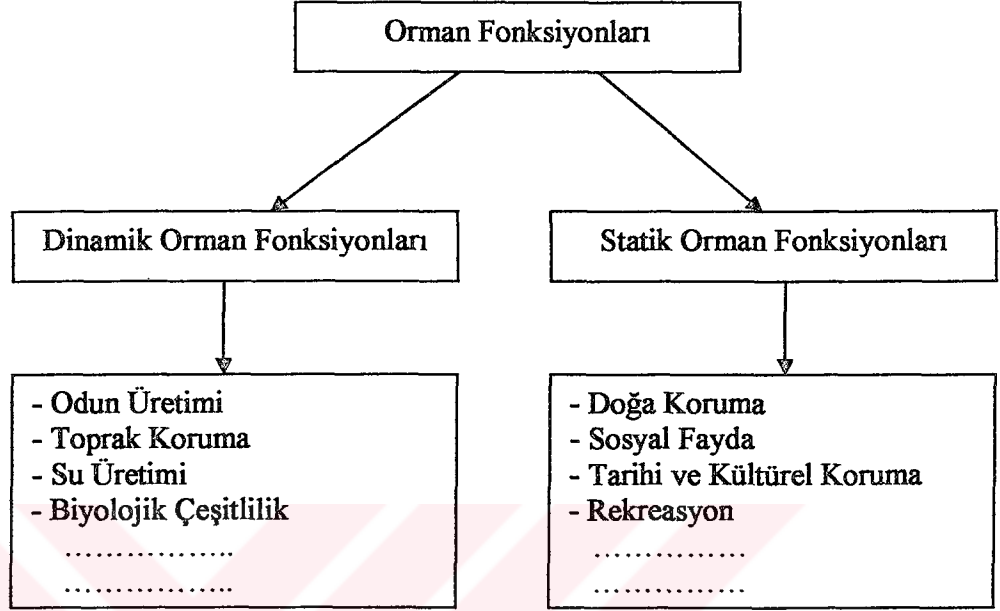 Orman Fonksiyonları
Dinamik Orman Fonksiyonları
Statik Orman Fonksiyonları
- Odun Üretimi
- Toprak Koruma
- Su Üretimi
- Biyolojik Çeşitlilik
……………..
……………..
- Doğa Koruma
- Sosyal Fayda
- Tarihi ve Kültürel Koruma
- Rekreasyon
……………
……………